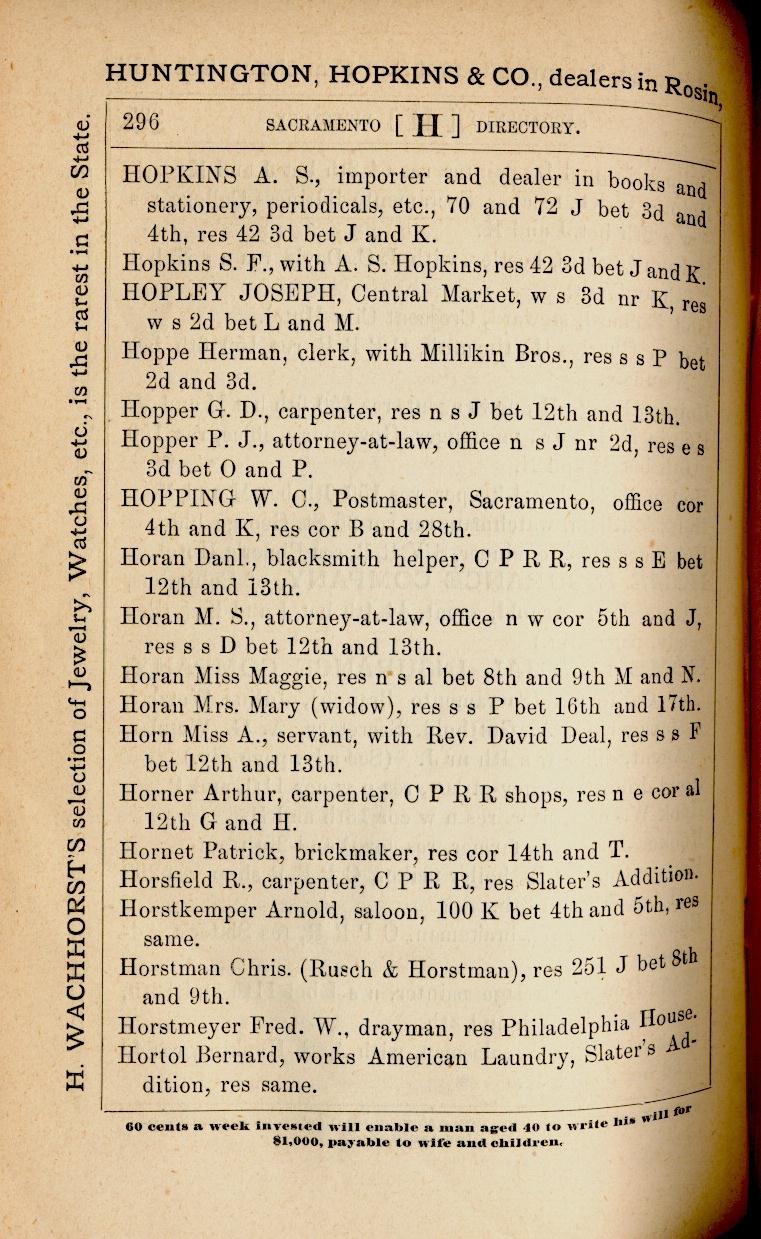 HUNTINGTON, HOPKINS & CO., dealers in Rosin,
296 SACRAMENTO [ H ] DIRECTORY.
HOPKINS A. S., importer and dealer in books and
stationery, periodicals, etc., 70 and 72 J bet 3d and
4th, res 42 3d bet J and K.
Hopkins S. F., with A. S. Hopkins, res 42 3d bet J and K.
HOPLEY JOSEPH, Central Market, w s 3d nr K, res
w s 2d bet L and M.
Hoppe Herman, clerk, with Millikin Bros., res s s P bet
2d and 3d.
Hopper G. D., carpenter, res n s J bet 12th and 13th.
Hopper P. J., attorney-at-law, office n s J nr 2d, res e s
3d bet O and P.
HOPPING W. C., Postmaster, Sacramento, office cor
4th and K, res cor B and 28th.
Horan Danl., blacksmith helper, C P R R, res s s E bet
12th and 13th.
Horan M. S., attorney-at-law, office n w cor 5th and J,
res s s D bet 12th and 13th.
Horan Miss Maggie, res n s al bet 8th and 9th M and N.
Horan Mrs. Mary (widow), res s s P bet 16th and 17th.
Horn Miss A., servant, with Rev. David Deal, res s s F
bet 12th and 13th.
Horner Arthur, carpenter, C P R R shops, res n e cor al
12th G and H.
Hornet Patrick, brickmaker, res cor 14th and T.
Horsfield R., carpenter, C P R R, res Slater's Addition.
Horstkemper Arnold, saloon, 100 K bet 4th and 5th, res
same.
Horstman Chris. (Rusch & Horstman), res 251 J bet 8th
and 9th.
Horstmeyer Fred. W., drayman, res Philadelphia House.
Hortol Bernard, works American Laundry, Slater's Ad-
dition, res same.
60 cents a week invested will enable a man aged 40 to write his will for
$1,000, payable to wife and children.
H. WACHHORST'S selection of Jewelry, Watches, etc., is the rarest in the State.